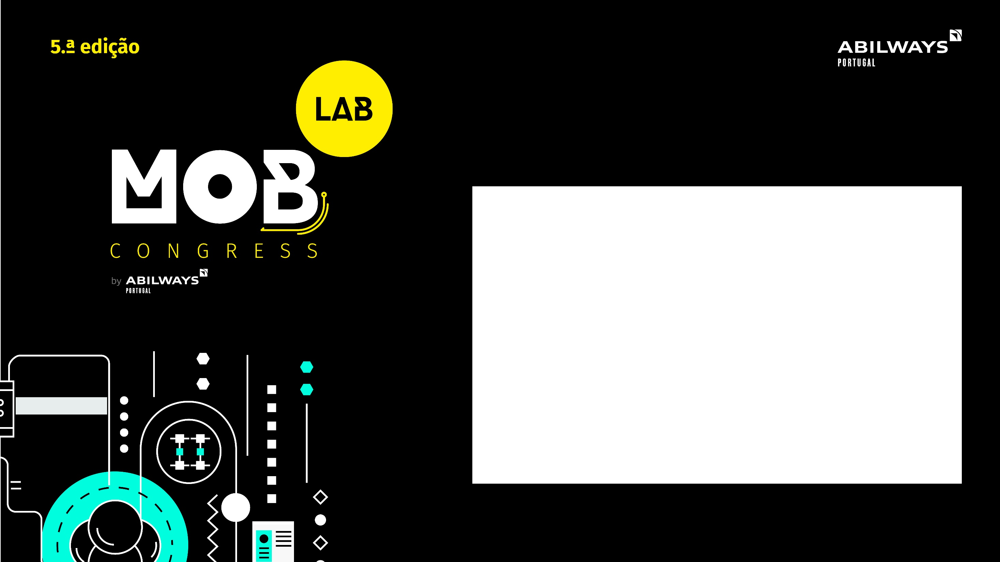 5.ª edição
ABILWAYS
PORTUGAL
LAB
MOB
CONGRESS
by ABILWAYS
PORTUGAL